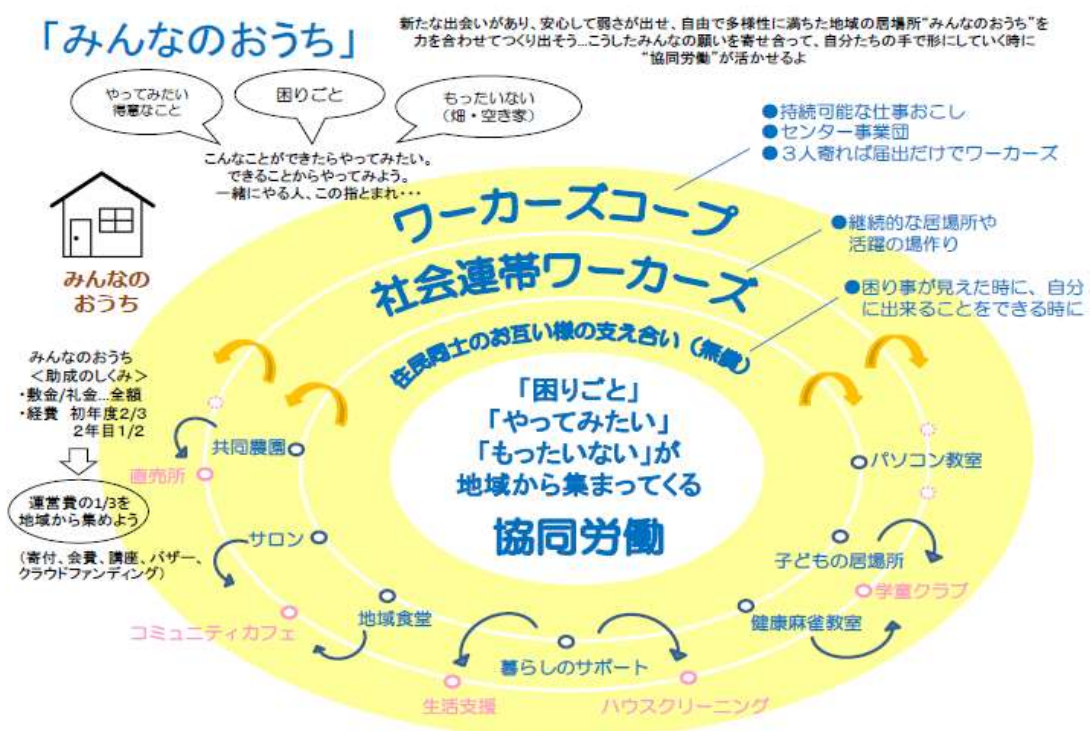 「みんなのおうち」
新たな出会いがあり、安心して弱さが出せ、自由で多様性に満ちた地域の居場所“みんなのおうち”を
力を合わせてつくり出そう...こうしたみんなの願いを寄せ合って、自分たちの手で形にしていく時に
“協同労働”が活かせるよ
やってみたい
得意なこと
困りごと
もったいない
（畑・空き家）
こんなことができたらやってみたい。
できることからやってみよう。
一緒にやる人、この指とまれ・・・
●持続可能な仕事おこし
●センター事業団
●３人寄れば届出だけでワーカーズ
ワーカーズコープ
●継続的な居場所や
活躍の場作り
社会連帯ワーカーズ
●困り事が見えた時に、自分
に出来ることをできる時に
住民同士のお互い様の支え合い（無償）
みんなの
おうち
みんなのおうち
＜助成のしくみ＞
・敷金/礼金...全額
・経費　初年度2/3
2年目1/2
運営費の1/3を
地域から集めよう
（寄付、会費、講座、バザー、
クラウドファンディング）
「困りごと」
「やってみたい」
「もったいない」が
地域から集まってくる
協同労働
共同農園
直売所
サロン
コミュニティカフェ
地域食堂
生活支援
暮らしのサポート
ハウスクリーニング
健康麻雀教室
学童クラブ
子どもの居場所
パソコン教室